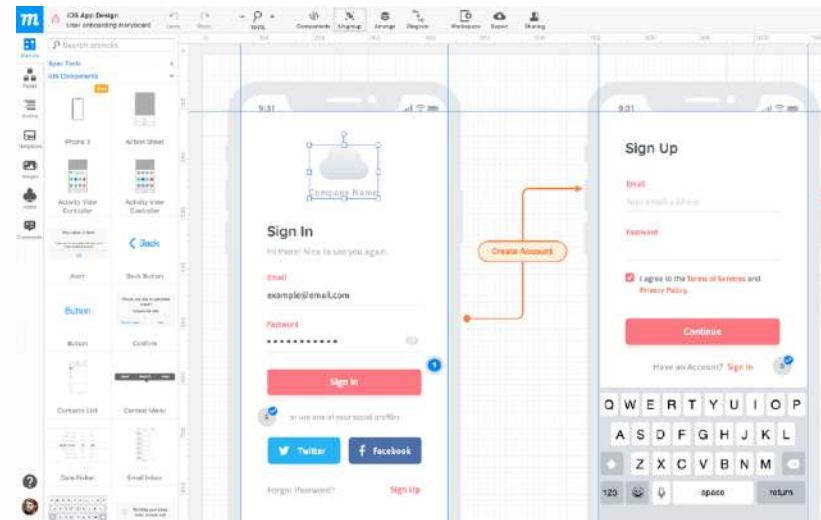 m
iOS App Design
User onboarding storyboard
Components
Ungroup
Arrange
Diagram
Workspace
Export
Sharing
Search stencils
Spec Tools
iOS Components
iPhone X
Action Sheet
Activity View
Controller
Activity View
Controller
Back
Alert
Back Button
Button
Button
Confirm
Contacts List
Context Menu
Date Picker
Email Inbox
9:31
Company Name
Sign In
Hi there! Nice to see you again.
Email
example@email.com
Password
1
Sign In
or use one of your social profiles
Twitter
Facebook
Forgot Password?
Sign Up
Create Account
9:31
Sign Up
Email
Your email address
Password
I agree to the Terms of Services and
Privacy Policy.
Continue
Have an Account? Sign In
Q W E R T Y U I O P
A S D F G H J K L
Z X C V B N M
120
space
return